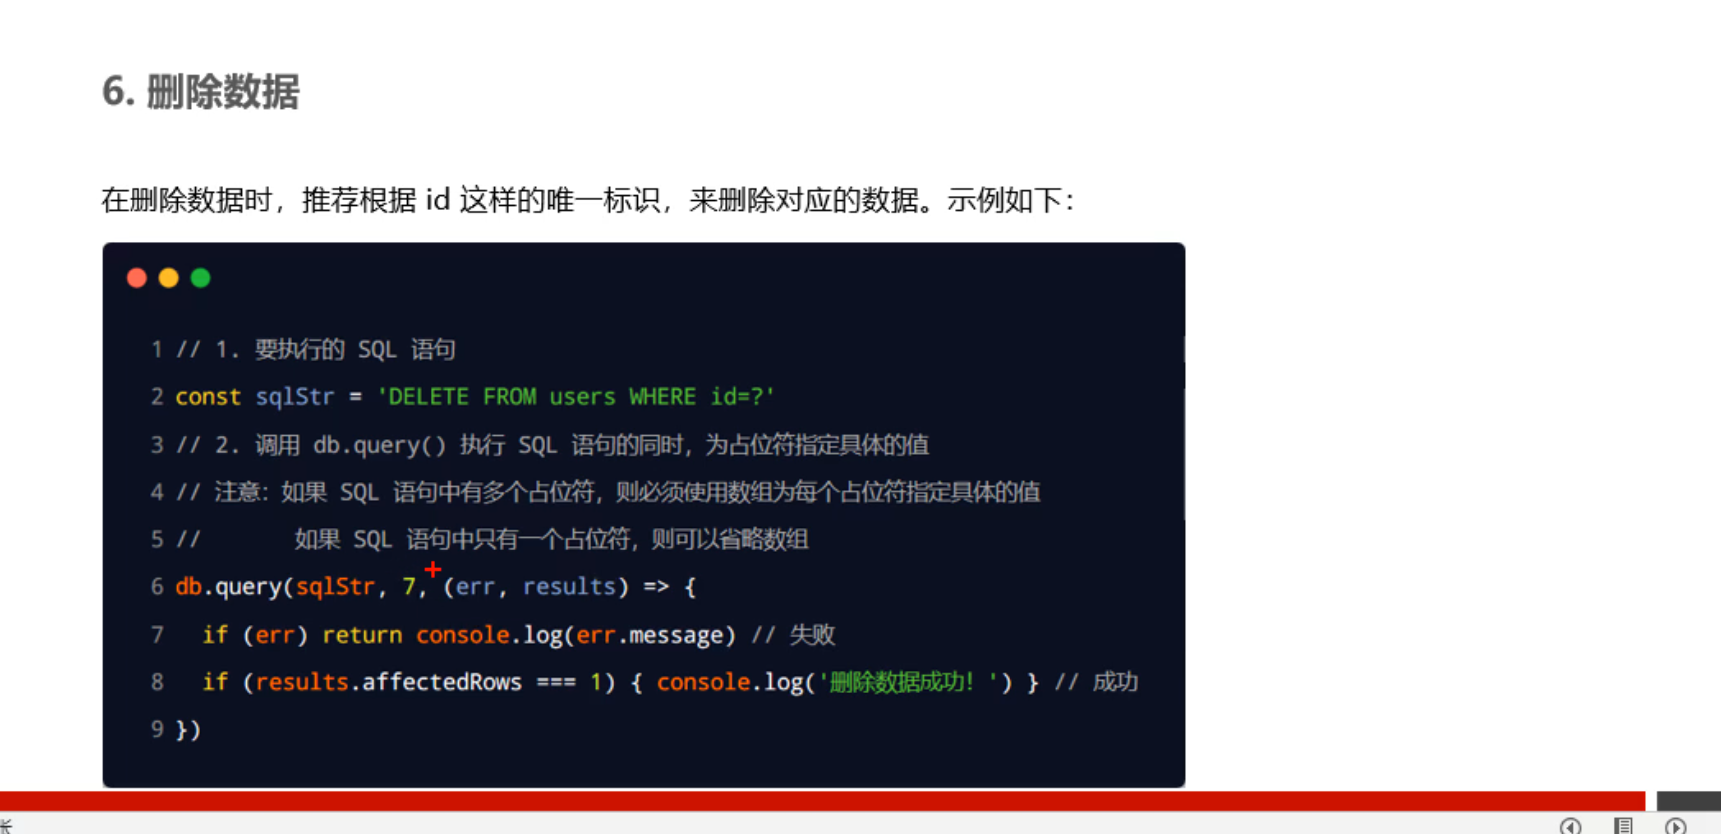 6. 删除数据
在删除数据时，推荐根据 id 这样的唯一标识，来删除对应的数据。示例如下：
1 // 1. 要执行的 SQL 语句
2 const sqlStr = 'DELETE FROM users WHERE id=?'
3 // 2. 调用 db.query() 执行 SQL 语句的同时，为占位符指定具体的值
4 // 注意：如果 SQL 语句中有多个占位符，则必须使用数组为每个占位符指定具体的值
5 //       如果 SQL 语句中只有一个占位符，则可以省略数组
6 db.query(sqlStr, 7, (err, results) => {
7   if (err) return console.log(err.message) // 失败
8   if (results.affectedRows === 1) { console.log('删除数据成功！') } // 成功
9 })